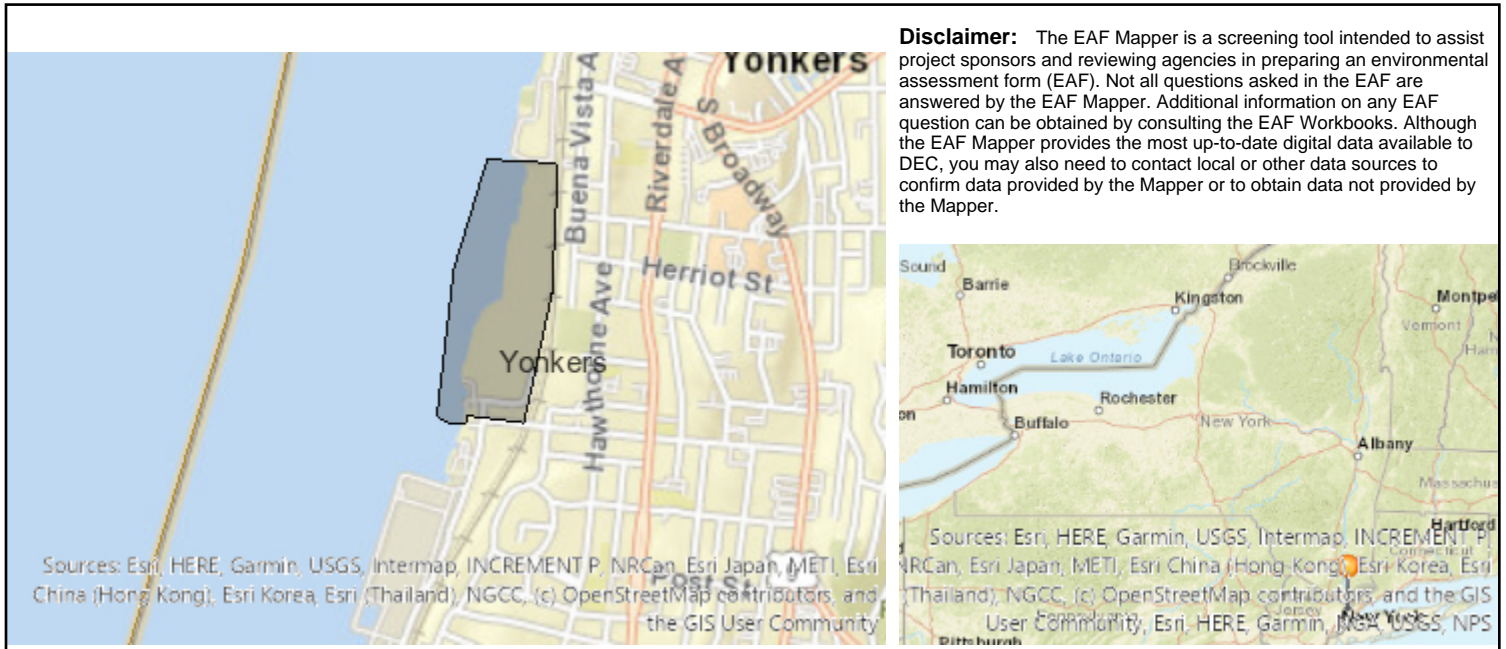 Disclaimer: The EAF Mapper is a screening tool intended to assist
project sponsors and reviewing agencies in preparing an environmental
assessment form (EAF). Not all questions asked in the EAF are
answered by the EAF Mapper. Additional information on any EAF
question can be obtained by consulting the EAF Workbooks. Although
the EAF Mapper provides the most up-to-date digital data available to
DEC, you may also need to contact local or other data sources to
confirm data provided by the Mapper or to obtain data not provided by
the Mapper.
Yonkers
Buena Vista A
Riverdale A
S Broadway
Herriot St
Hawthorne Ave
Yonkers
Post St
Sources: Esri, HERE, Garmin, USGS, Intermap, INCREMENT P, NRCan, Esri Japan, METI, Esri
China (Hong Kong), Esri Korea, Esri (Thailand), NGCC, (c) OpenStreetMap contributors, and
the GIS User Community
Sound
Barrie
Brockville
Kingston
Montpel
Vermont
Toronto
Lake Ontario
Hamilton
Rochester
Buffalo
New York
Albany
Massachus
Hartford
Connecticut
Pennsylvania
Jersey
New York
Pittsburgh
Sources: Esri, HERE, Garmin, USGS, Intermap, INCREMENT P,
NRCan, Esri Japan, METI, Esri China (Hong Kong), Esri Korea, Esri
(Thailand), NGCC, (c) OpenStreetMap contributors, and the GIS
User Community, Esri, HERE, Garmin, NGA, USGS, NPS